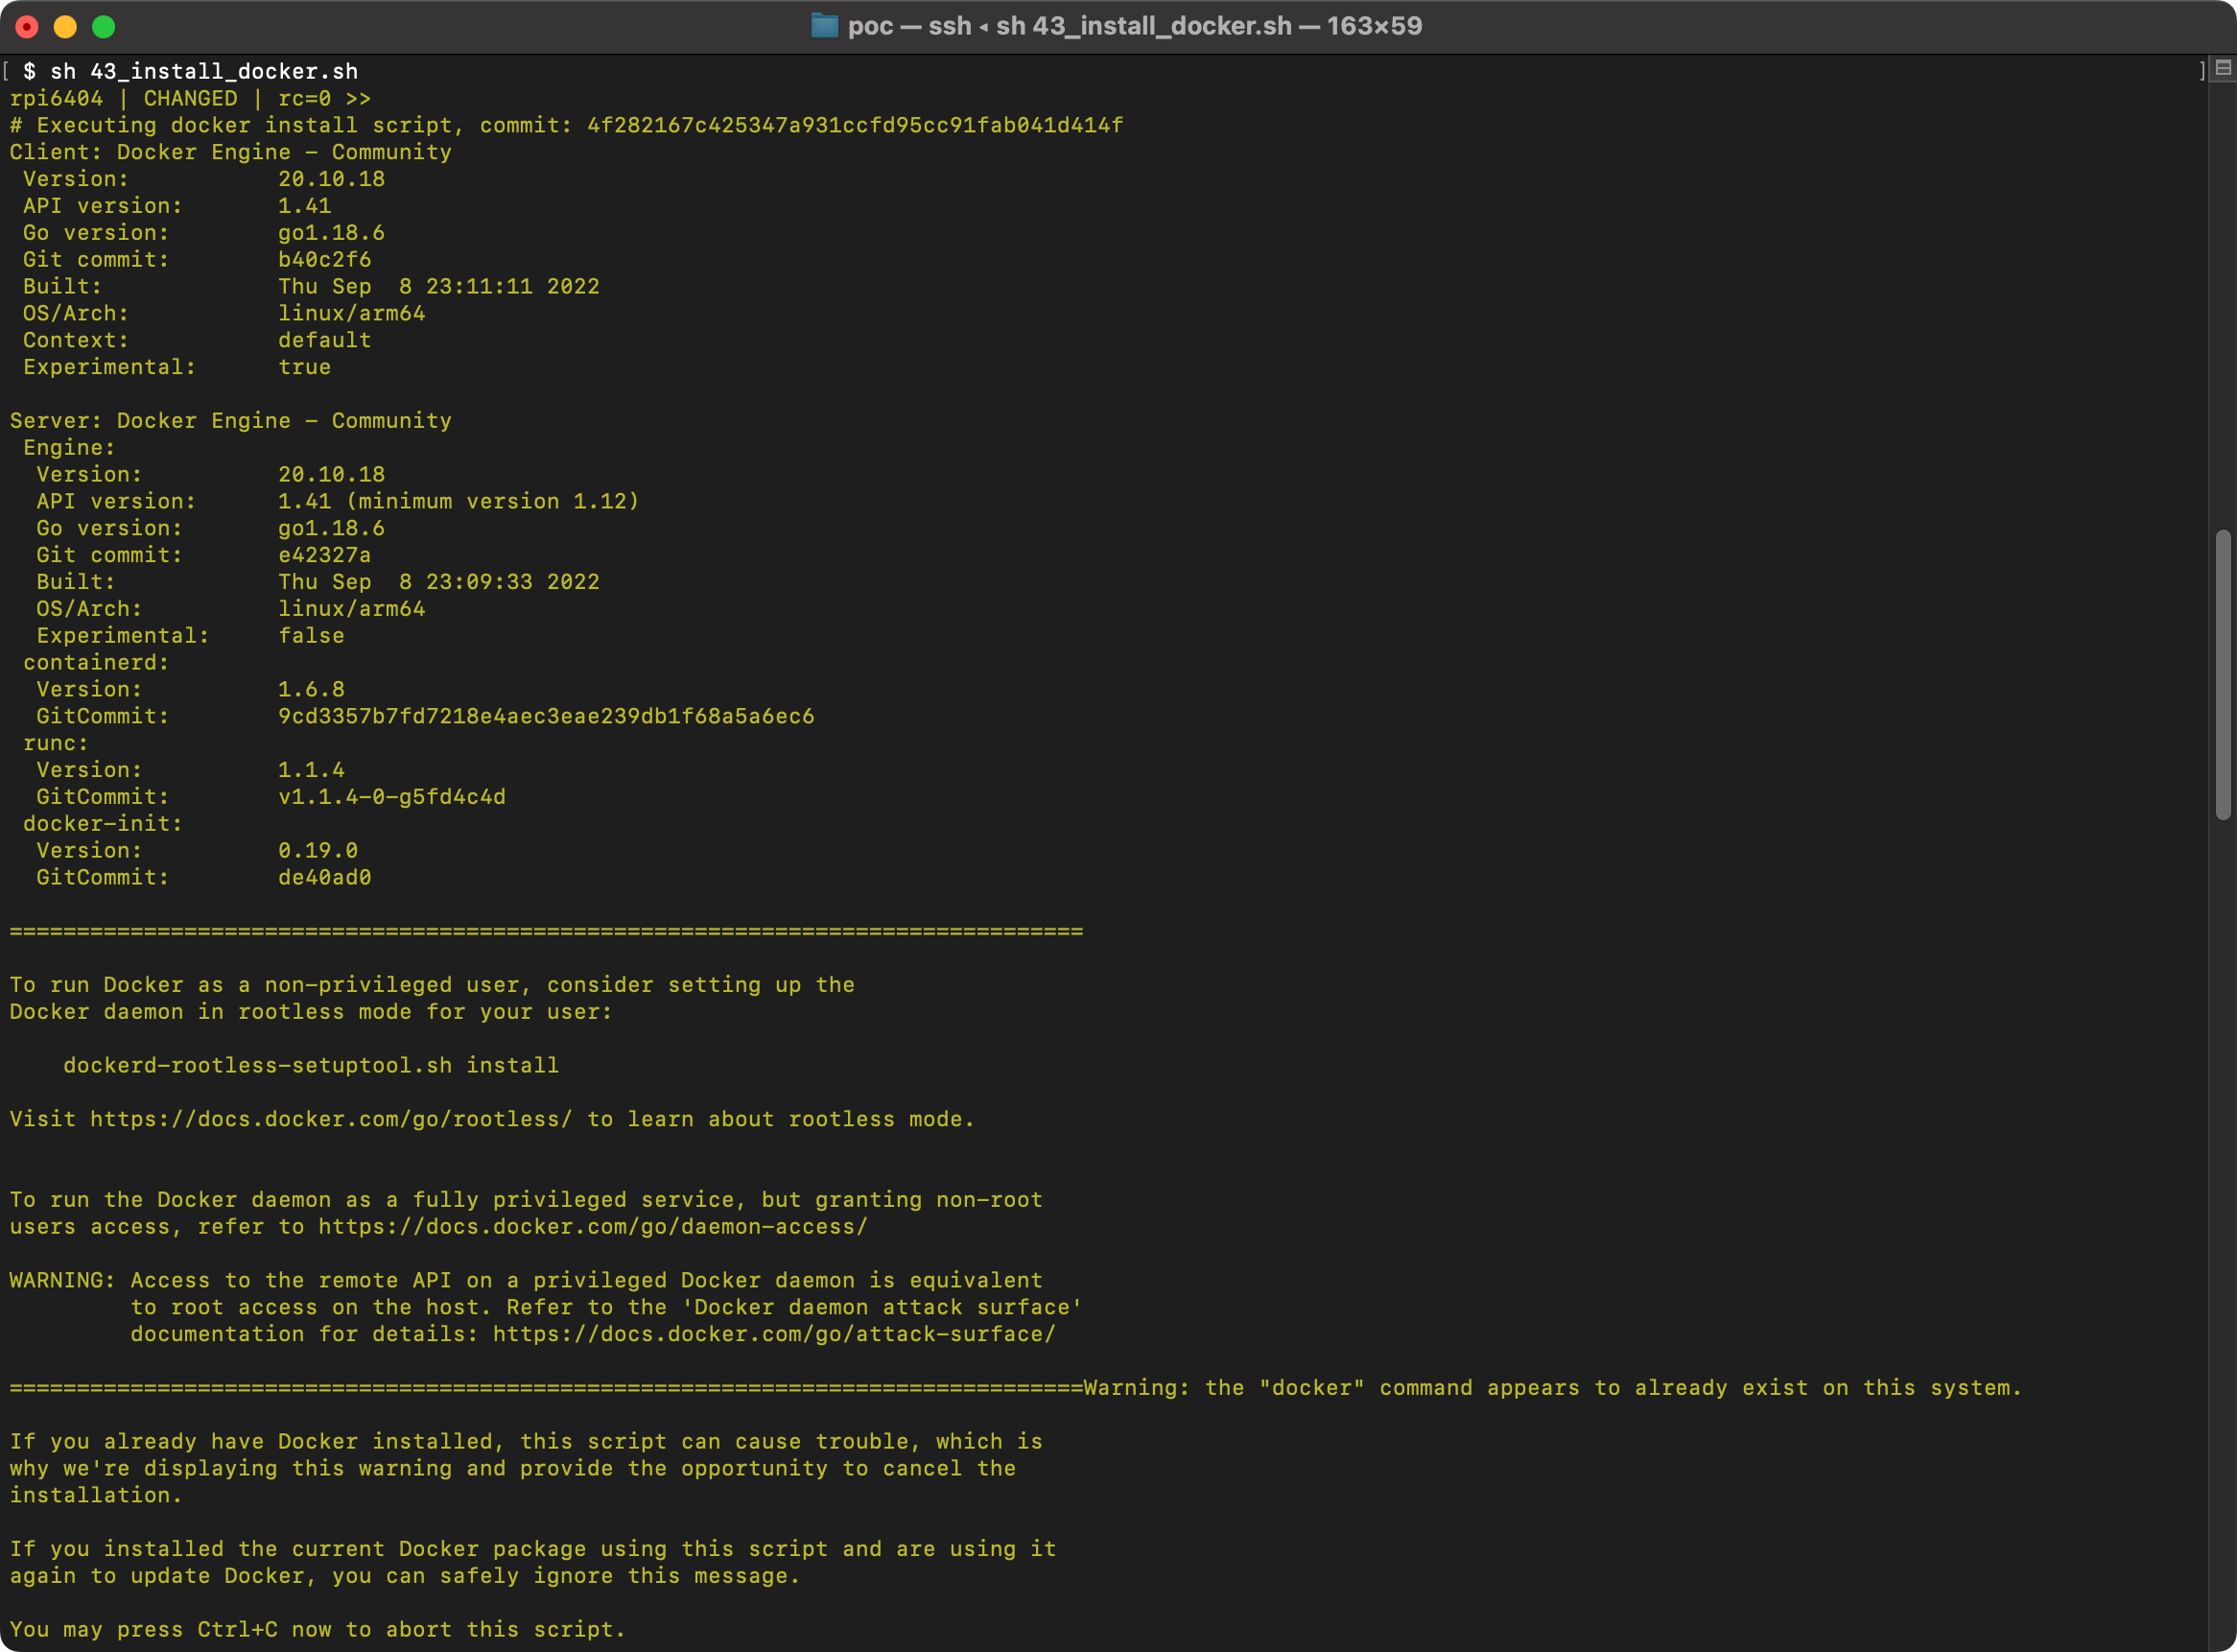 poc — ssh ◂ sh 43_install_docker.sh — 163×59
[ $ sh 43_install_docker.sh ]
rpi6404 | CHANGED | rc=0 >>
# Executing docker install script, commit: 4f282167c425347a931ccfd95cc91fab041d414f
Client: Docker Engine - Community
 Version:           20.10.18
 API version:       1.41
 Go version:        go1.18.6
 Git commit:        b40c2f6
 Built:             Thu Sep  8 23:11:11 2022
 OS/Arch:           linux/arm64
 Context:           default
 Experimental:      true

Server: Docker Engine - Community
 Engine:
  Version:          20.10.18
  API version:      1.41 (minimum version 1.12)
  Go version:       go1.18.6
  Git commit:       e42327a
  Built:            Thu Sep  8 23:09:33 2022
  OS/Arch:          linux/arm64
  Experimental:     false
 containerd:
  Version:          1.6.8
  GitCommit:        9cd3357b7fd7218e4aec3eae239db1f68a5a6ec6
 runc:
  Version:          1.1.4
  GitCommit:        v1.1.4-0-g5fd4c4d
 docker-init:
  Version:          0.19.0
  GitCommit:        de40ad0

================================================================================

To run Docker as a non-privileged user, consider setting up the
Docker daemon in rootless mode for your user:

    dockerd-rootless-setuptool.sh install

Visit https://docs.docker.com/go/rootless/ to learn about rootless mode.


To run the Docker daemon as a fully privileged service, but granting non-root
users access, refer to https://docs.docker.com/go/daemon-access/

WARNING: Access to the remote API on a privileged Docker daemon is equivalent
         to root access on the host. Refer to the 'Docker daemon attack surface'
         documentation for details: https://docs.docker.com/go/attack-surface/

================================================================================Warning: the "docker" command appears to already exist on this system.

If you already have Docker installed, this script can cause trouble, which is
why we're displaying this warning and provide the opportunity to cancel the
installation.

If you installed the current Docker package using this script and are using it
again to update Docker, you can safely ignore this message.

You may press Ctrl+C now to abort this script.